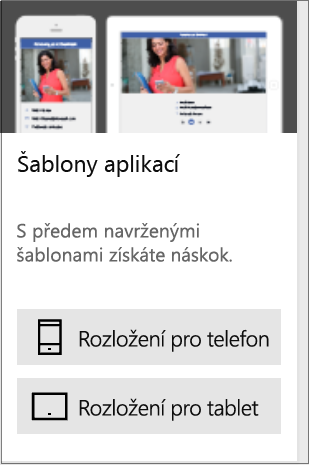 Šablony aplikací
S předem navrženými
šablonami získáte náskok.
Rozložení pro telefon
Rozložení pro tablet